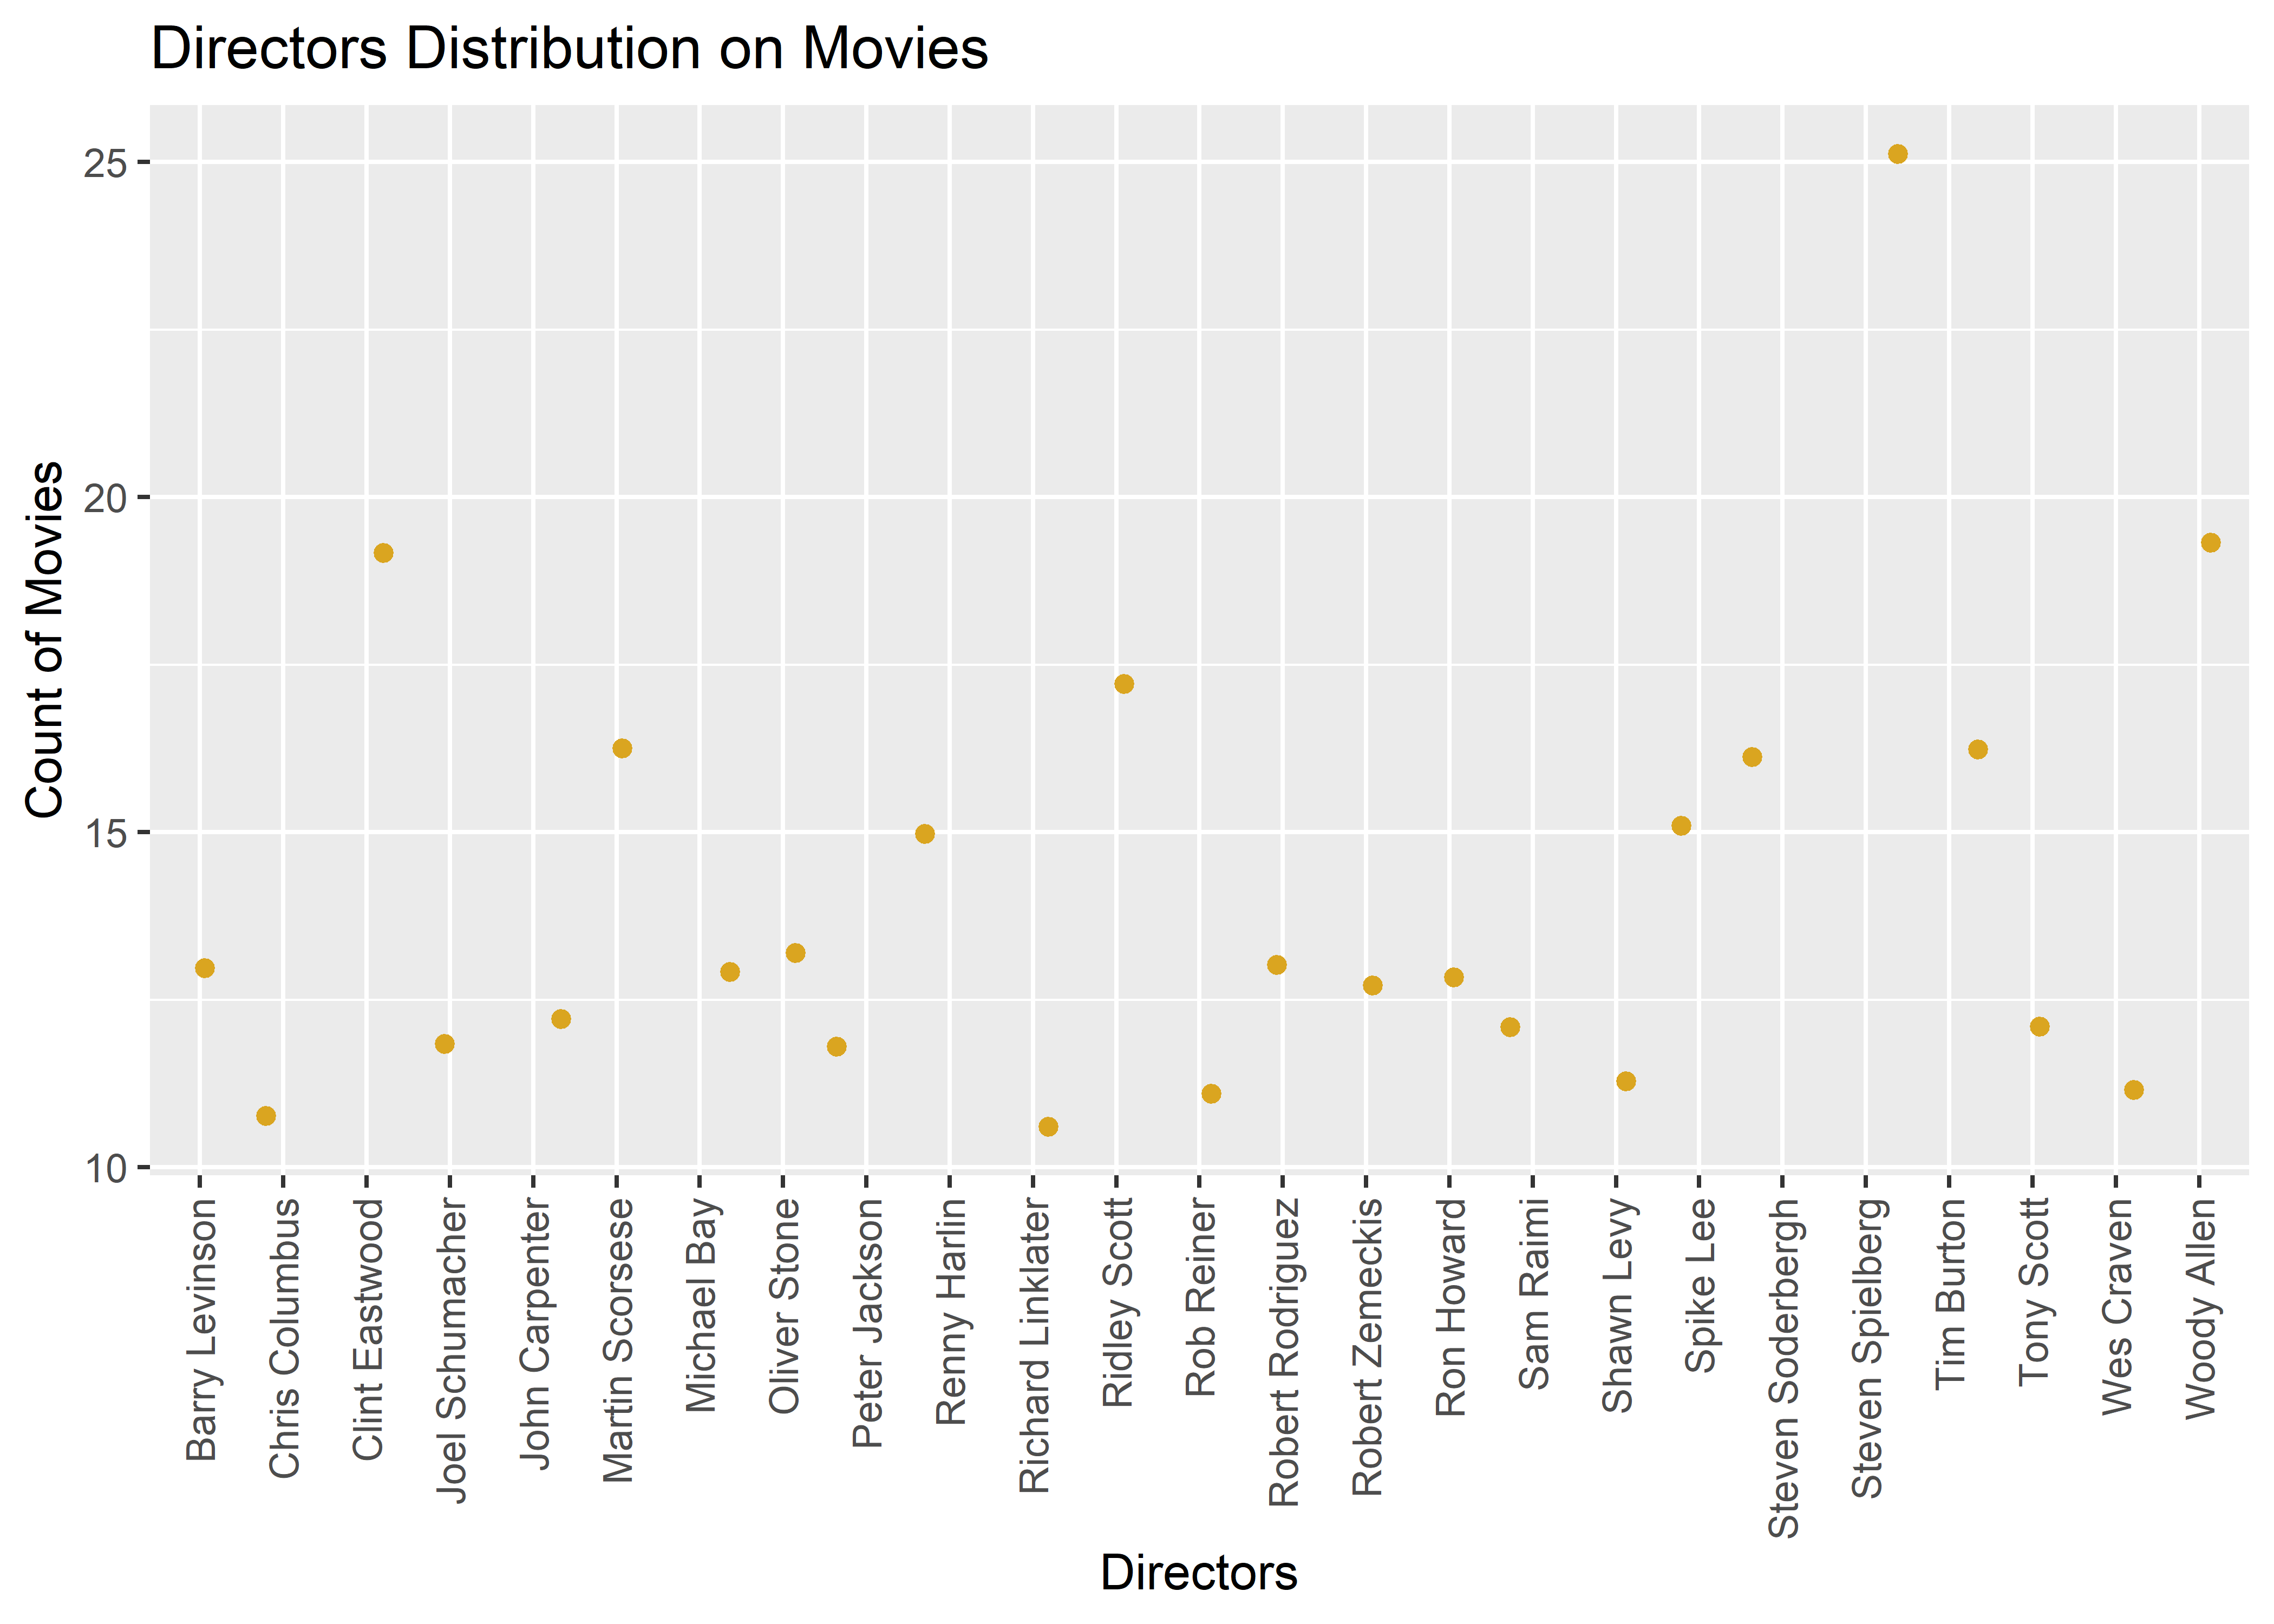 Directors Distribution on Movies
Count of Movies
25
20
15
10
Barry Levinson
Chris Columbus
Clint Eastwood
Joel Schumacher
John Carpenter
Martin Scorsese
Michael Bay
Oliver Stone
Peter Jackson
Renny Harlin
Richard Linklater
Ridley Scott
Rob Reiner
Robert Rodriguez
Robert Zemeckis
Ron Howard
Sam Raimi
Shawn Levy
Spike Lee
Steven Soderbergh
Steven Spielberg
Tim Burton
Tony Scott
Wes Craven
Woody Allen
Directors